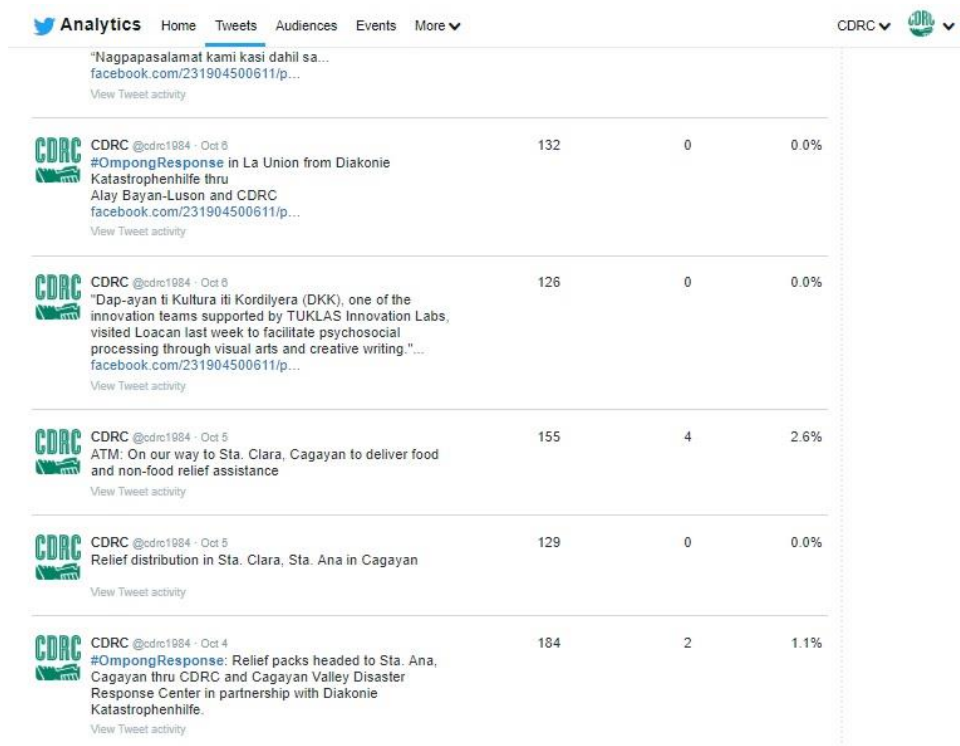 Analytics Home Tweets Audiences Events More CDRC CDRC
“Nagpapasalamat kami kasi dahil sa...
facebook.com/231904500611/p...
View Tweet activity
CDRC CDRC @cdrc1984 · Oct 6 132 0 0.0%
#OmpongResponse in La Union from Diakonie
Katastrophenhilfe thru
Alay Bayan-Luson and CDRC
facebook.com/231904500611/p...
View Tweet activity
CDRC CDRC @cdrc1984 · Oct 6 126 0 0.0%
"Dap-ayan ti Kultura iti Kordilyera (DKK), one of the
innovation teams supported by TUKLAS Innovation Labs,
visited Loacan last week to facilitate psychosocial
processing through visual arts and creative writing."...
facebook.com/231904500611/p...
View Tweet activity
CDRC CDRC @cdrc1984 · Oct 5 155 4 2.6%
ATM: On our way to Sta. Clara, Cagayan to deliver food
and non-food relief assistance
View Tweet activity
CDRC CDRC @cdrc1984 · Oct 5 129 0 0.0%
Relief distribution in Sta. Clara, Sta. Ana in Cagayan
View Tweet activity
CDRC CDRC @cdrc1984 · Oct 4 184 2 1.1%
#OmpongResponse: Relief packs headed to Sta. Ana,
Cagayan thru CDRC and Cagayan Valley Disaster
Response Center in partnership with Diakonie
Katastrophenhilfe.
View Tweet activity